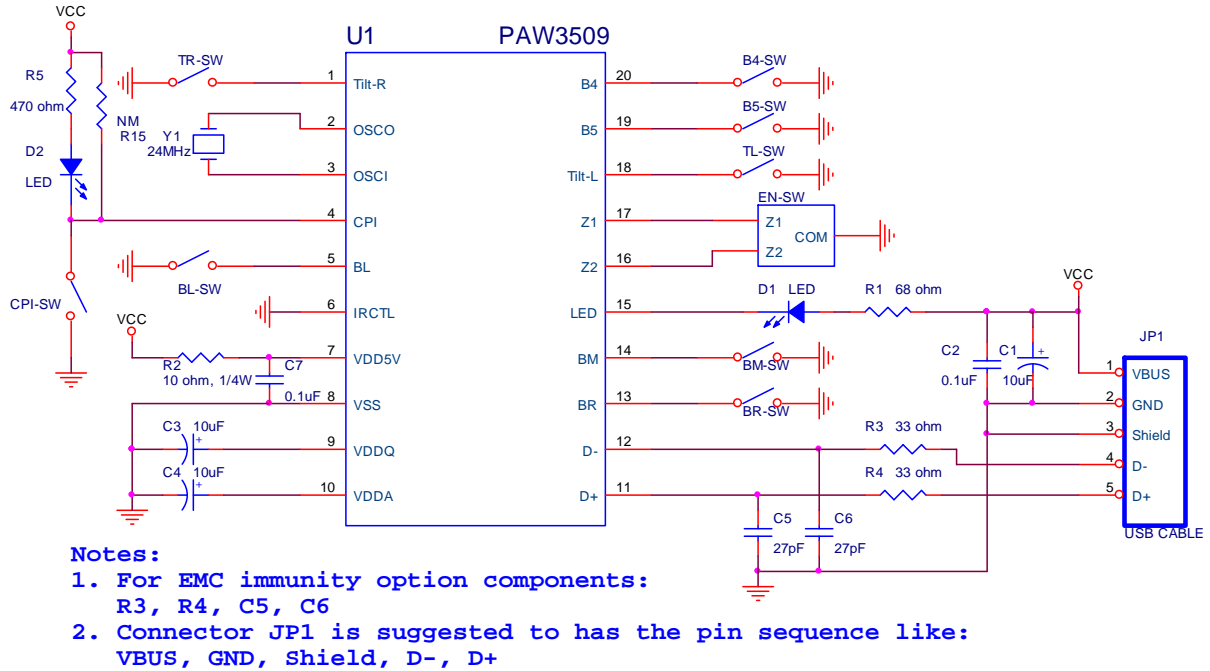 VCC
U1 PAW3509
R5
470 ohm
NM
R15
D2
LED
TR-SW
Y1
24MHz
CPI-SW
BL-SW
VCC
R2
10 ohm, 1/4W
C7
0.1uF
C3 10uF
+
C4 10uF
+
1 Tilt-R
2 OSCO
3 OSCI
4 CPI
5 BL
6 IRCTL
7 VDD5V
8 VSS
9 VDDQ
10 VDDA
B4 20
B5 19
Tilt-L 18
Z1 17
Z2 16
LED 15
BM 14
BR 13
D- 12
D+ 11
B4-SW
B5-SW
TL-SW
EN-SW
Z1
COM
Z2
D1 LED
R1 68 ohm
VCC
BM-SW
BR-SW
C2
0.1uF
C1
+
10uF
R3 33 ohm
R4 33 ohm
C5
27pF
C6
27pF
JP1
1 VBUS
2 GND
3 Shield
4 D-
5 D+
USB CABLE
Notes:
1. For EMC immunity option components:
R3, R4, C5, C6
2. Connector JP1 is suggested to has the pin sequence like:
VBUS, GND, Shield, D-, D+